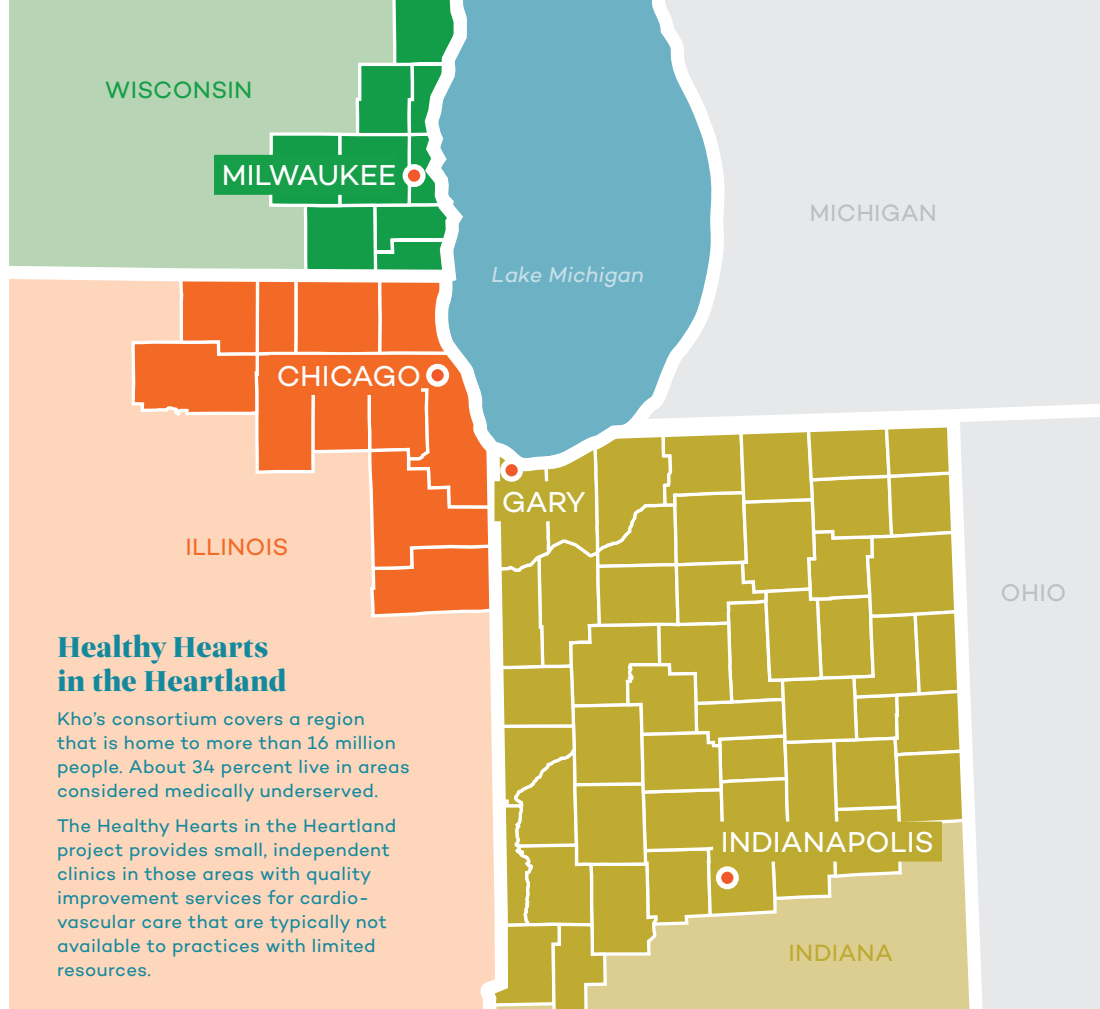 WISCONSIN
MILWAUKEE
MICHIGAN
Lake Michigan
CHICAGO
GARY
ILLINOIS
OHIO
Healthy Hearts
in the Heartland
Kho's consortium covers a region
that is home to more than 16 million
people. About 34 percent live in areas
considered medically underserved.
The Healthy Hearts in the Heartland
project provides small, independent
clinics in those areas with quality
improvement services for cardio-
vascular care that are typically not
available to practices with limited
resources.
INDIANAPOLIS
INDIANA